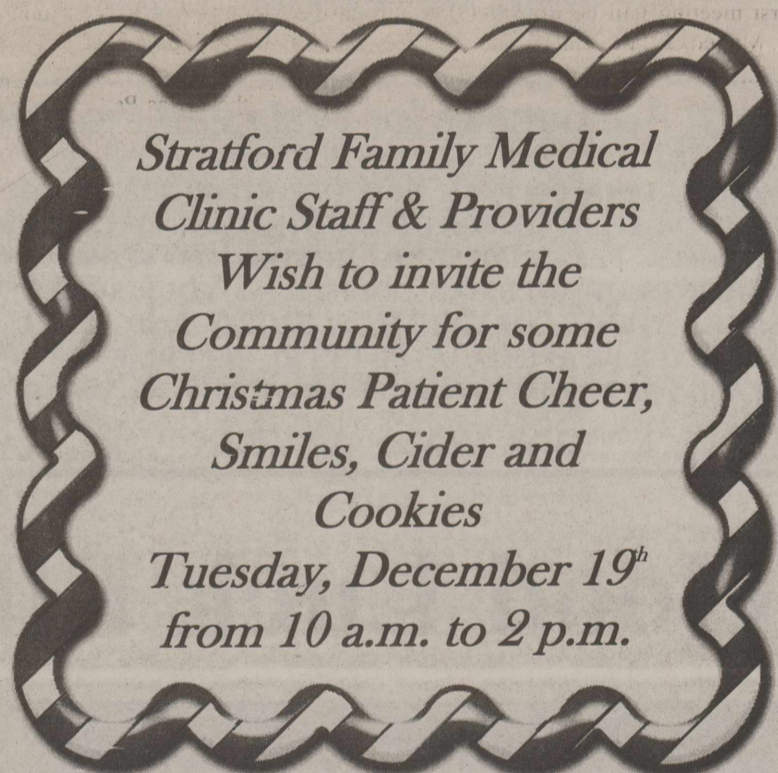 Stratford Family Medical
Clinic Staff & Providers
Wish to invite the
Community for some
Christmas Patient Cheer,
Smiles, Cider and
Cookies
Tuesday, December 19th
from 10 a.m. to 2 p.m.